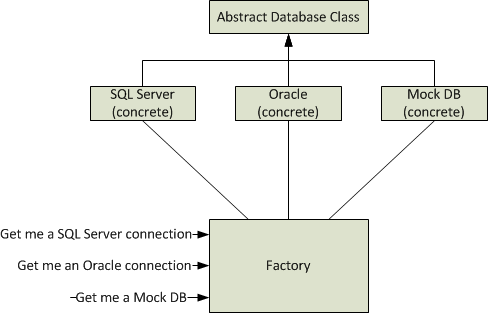 Abstract Database Class
SQL Server
(concrete)
Oracle
(concrete)
Mock DB
(concrete)
Get me a SQL Server connection
Get me an Oracle connection
Get me a Mock DB
Factory